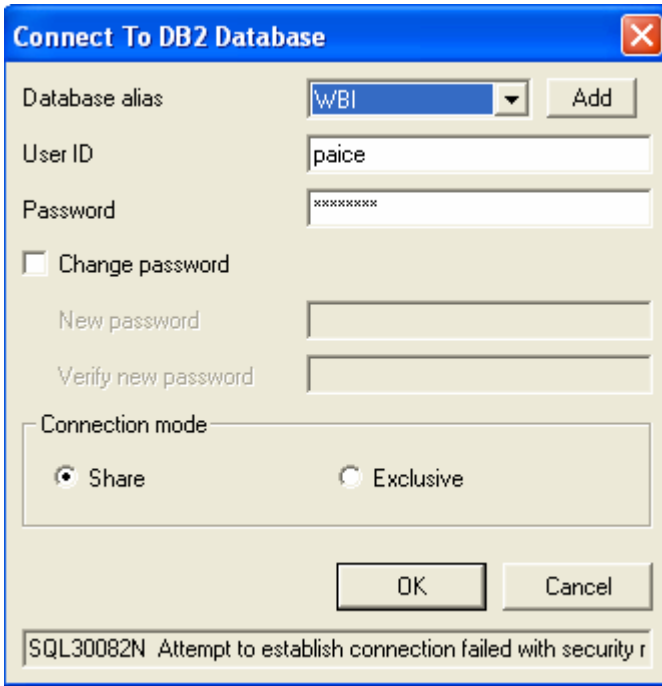 Connect To DB2 Database
Database alias WBI Add
User ID paice
Password ********
Change password
New password
Verify new password
Connection mode
Share Exclusive
OK Cancel
SQL30082N Attempt to establish connection failed with security r